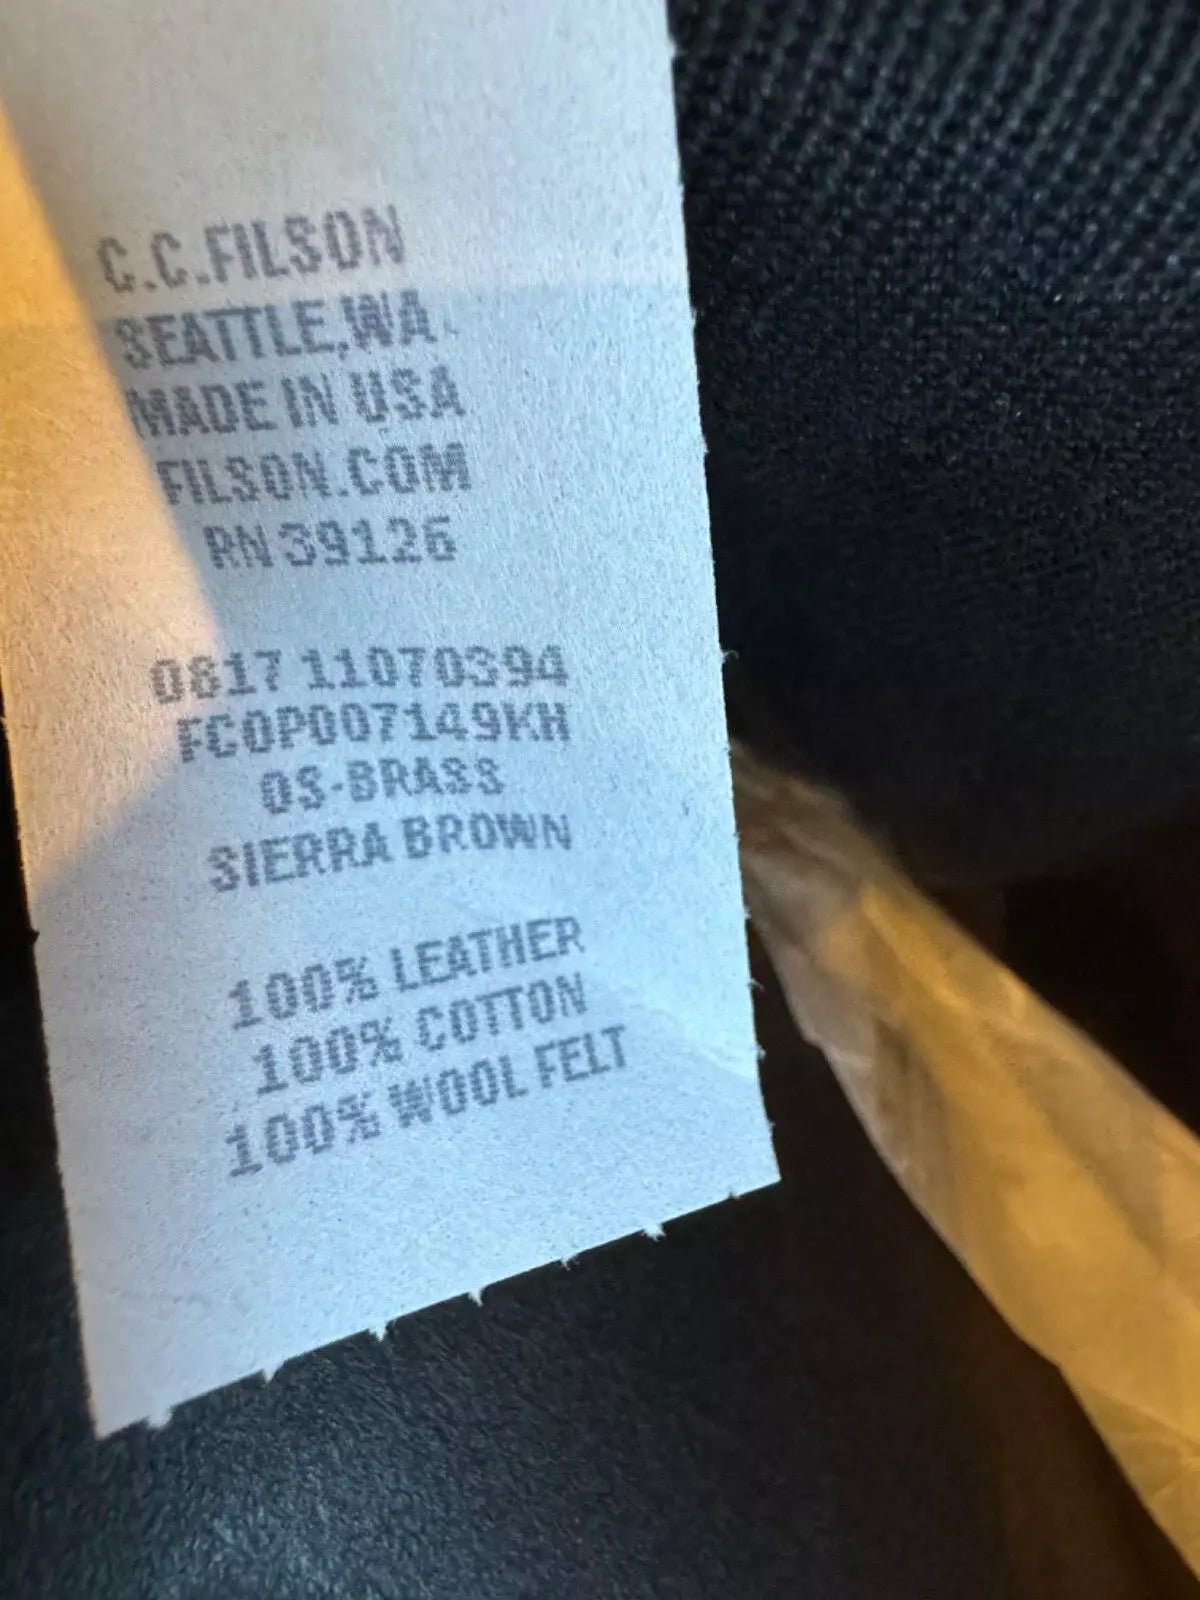 C.C.FILSON
SEATTLE,WA.
MADE IN USA
FILSON.COM
RN 39126
0817 11070394
FCOP007149KH
OS-BRASS
SIERRA BROWN
100% LEATHER
100% COTTON
100% WOOL FELT